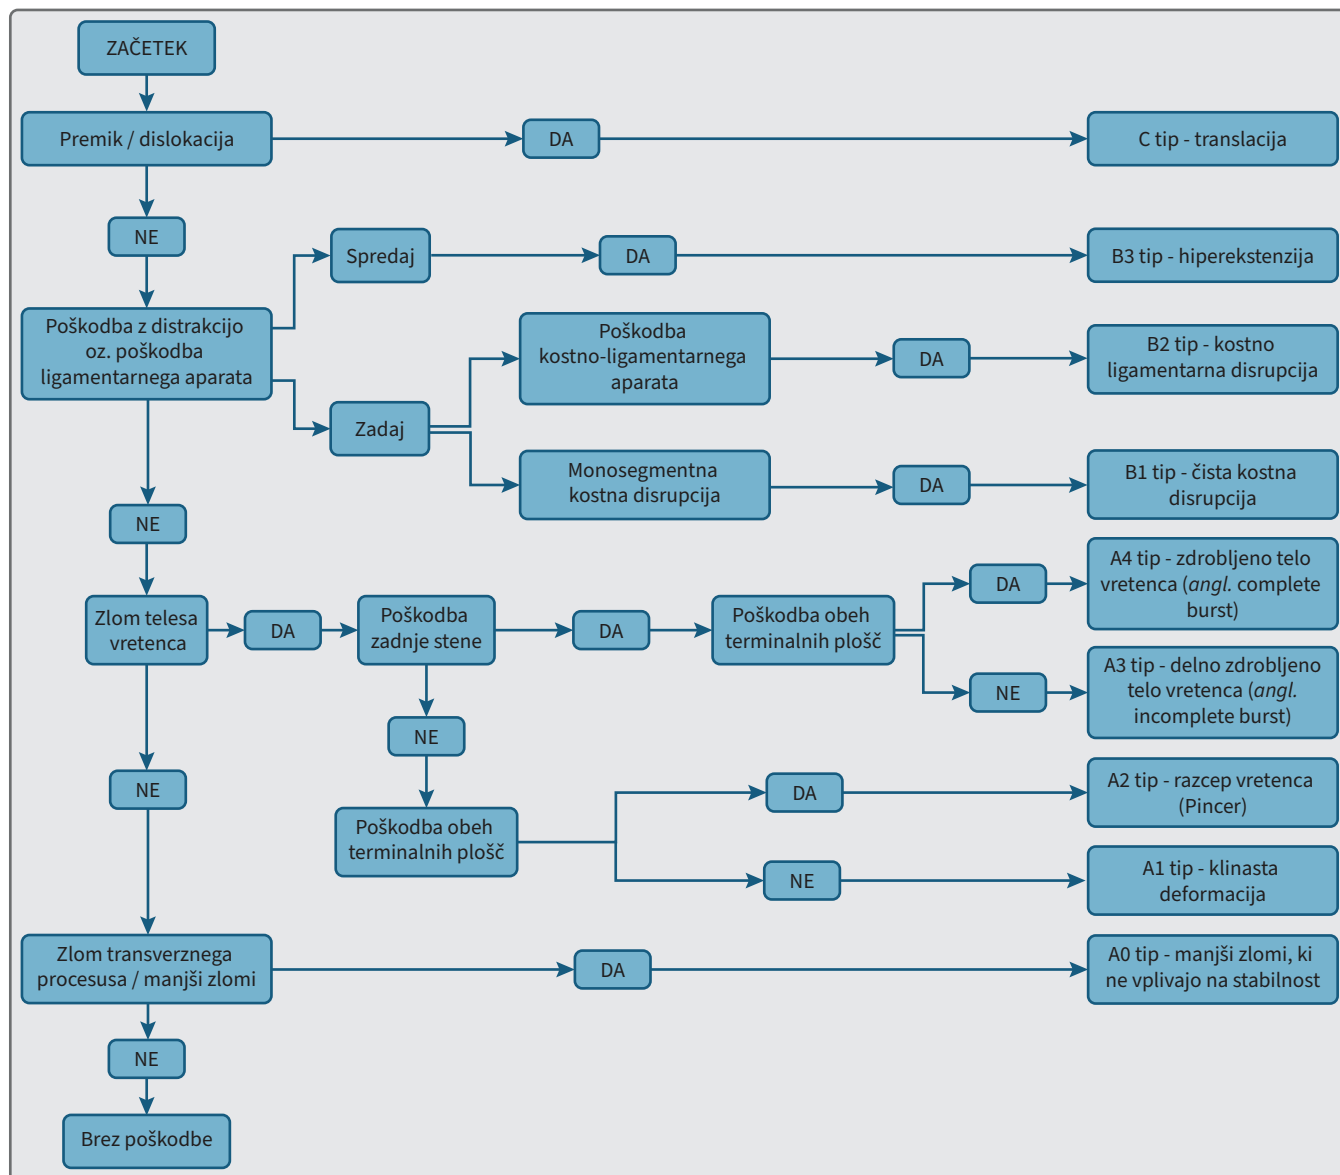 ZAČETEK
Premik / dislokacija
DA
C tip - translacija
NE
Spredaj
DA
B3 tip - hiperekstenzija
Poškodba z distrakcijo
oz. poškodba
ligamentarnega aparata
Poškodba
kostno-ligamentarnega
aparata
DA
B2 tip - kostno
ligamentarna disrupcija
Zadaj
Monosegmentna
kostna disrupcija
DA
B1 tip - čista kostna
disrupcija
NE
Zlom telesa
vretenca
DA
Poškodba
zadnje stene
DA
Poškodba obeh
terminalnih plošč
DA
A4 tip - zdrobljeno telo
vretenca (angl. complete
burst)
NE
A3 tip - delno zdrobljeno
telo vretenca (angl.
incomplete burst)
NE
NE
Poškodba obeh
terminalnih plošč
DA
A2 tip - razcep vretenca
(Pincer)
NE
A1 tip - klinasta
deformacija
Zlom transverznega
procesusa / manjši zlomi
DA
A0 tip - manjši zlomi, ki
ne vplivajo na stabilnost
NE
Brez poškodbe